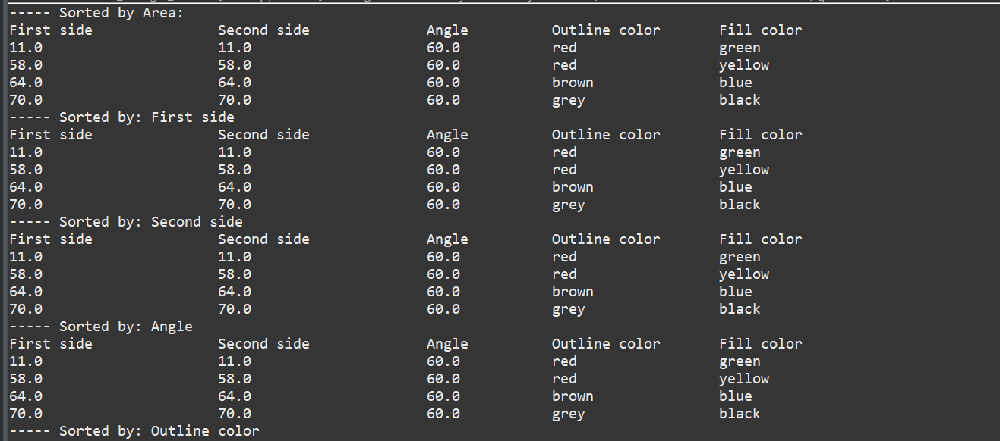 ----- Sorted by Area:
First side Second side Angle Outline color Fill color
11.0 11.0 60.0 red green
58.0 58.0 60.0 red yellow
64.0 64.0 60.0 brown blue
70.0 70.0 60.0 grey black
----- Sorted by: First side
First side Second side Angle Outline color Fill color
11.0 11.0 60.0 red green
58.0 58.0 60.0 red yellow
64.0 64.0 60.0 brown blue
70.0 70.0 60.0 grey black
----- Sorted by: Second side
First side Second side Angle Outline color Fill color
11.0 11.0 60.0 red green
58.0 58.0 60.0 red yellow
64.0 64.0 60.0 brown blue
70.0 70.0 60.0 grey black
----- Sorted by: Angle
First side Second side Angle Outline color Fill color
11.0 11.0 60.0 red green
58.0 58.0 60.0 red yellow
64.0 64.0 60.0 brown blue
70.0 70.0 60.0 grey black
----- Sorted by: Outline color